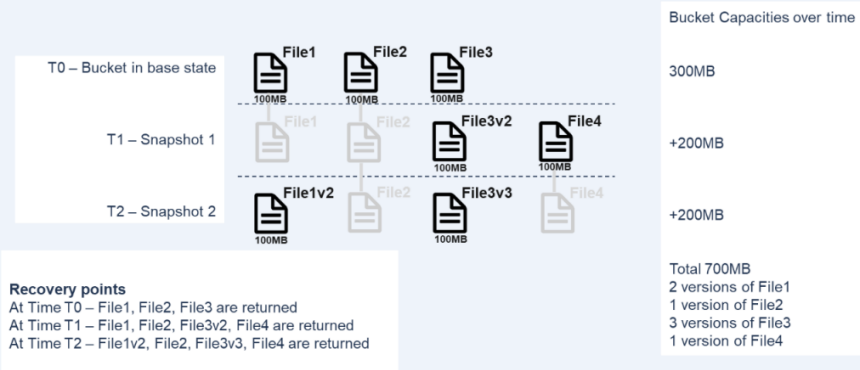 Bucket Capacities over time
File1 File2 File3
T0 – Bucket in base state
300MB
100MB 100MB 100MB
File1 File2 File3v2 File4
T1 – Snapshot 1
+200MB
100MB 100MB
File1v2 File2 File3v3 File4
T2 – Snapshot 2
+200MB
100MB 100MB
Recovery points
At Time T0 – File1, File2, File3 are returned
At Time T1 – File1, File2, File3v2, File4 are returned
At Time T2 – File1v2, File2, File3v3, File4 are returned
Total 700MB
2 versions of File1
1 version of File2
3 versions of File3
1 version of File4